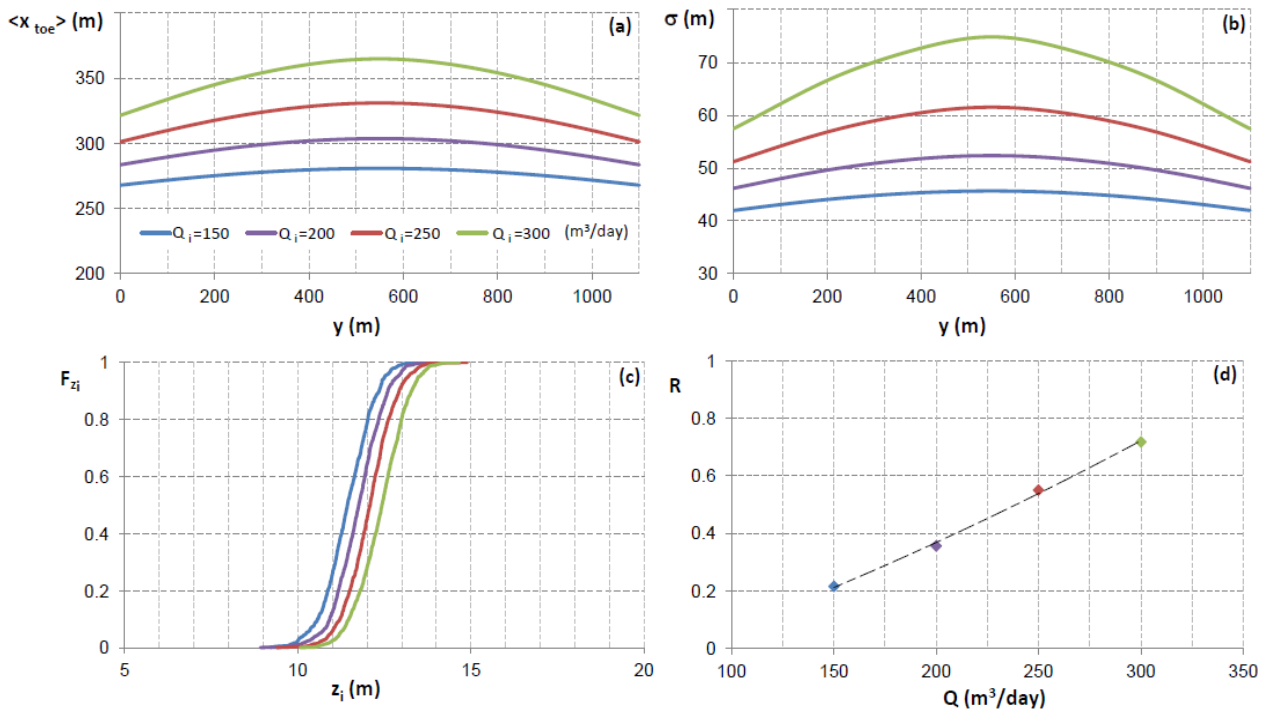 <x toe> (m)
(a)
350
300
250
200
Q i=150 Q i=200 Q i=250 Q i=300 (m³/day)
0 200 400 600 800 1000
y (m)
σ (m)
(b)
70
60
50
40
30
0 200 400 600 800 1000
y (m)
F zi
(c)
1
0.8
0.6
0.4
0.2
0
5 10 15 20
z i (m)
R
(d)
1
0.8
0.6
0.4
0.2
0
100 150 200 250 300 350
Q (m³/day)